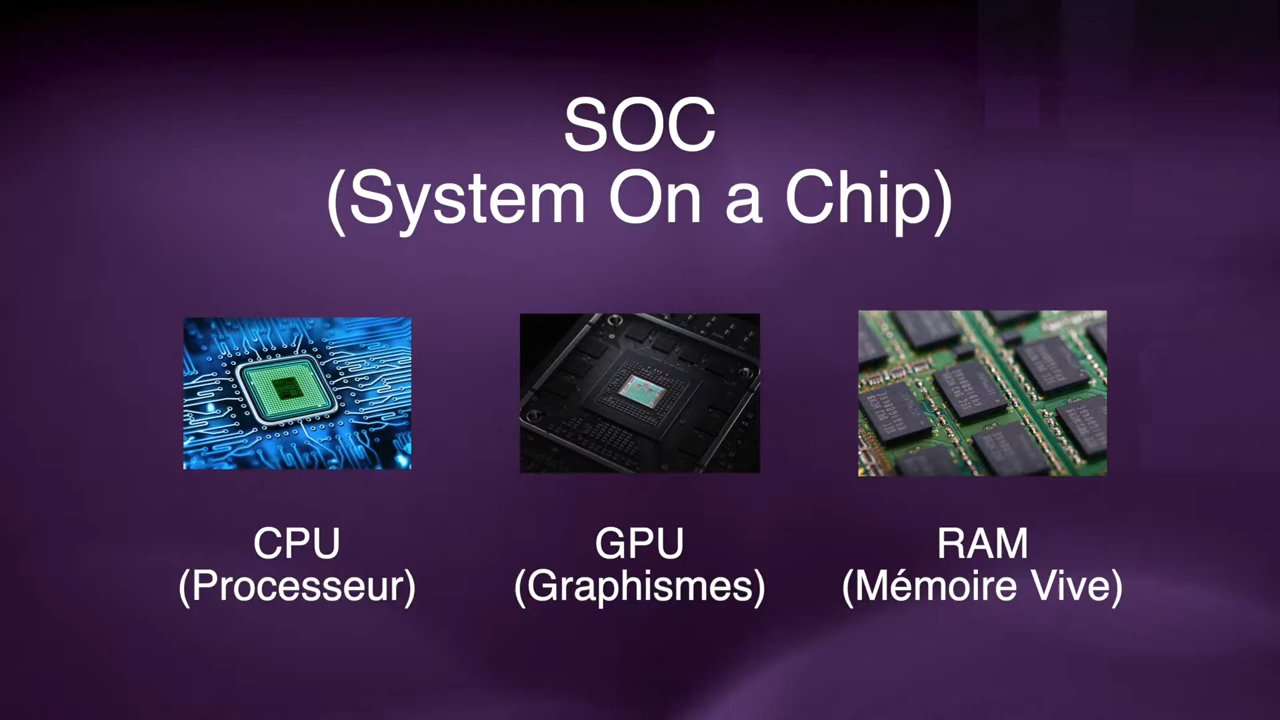 SOC
(System On a Chip)
CPU
(Processeur)
GPU
(Graphismes)
RAM
(Mémoire Vive)